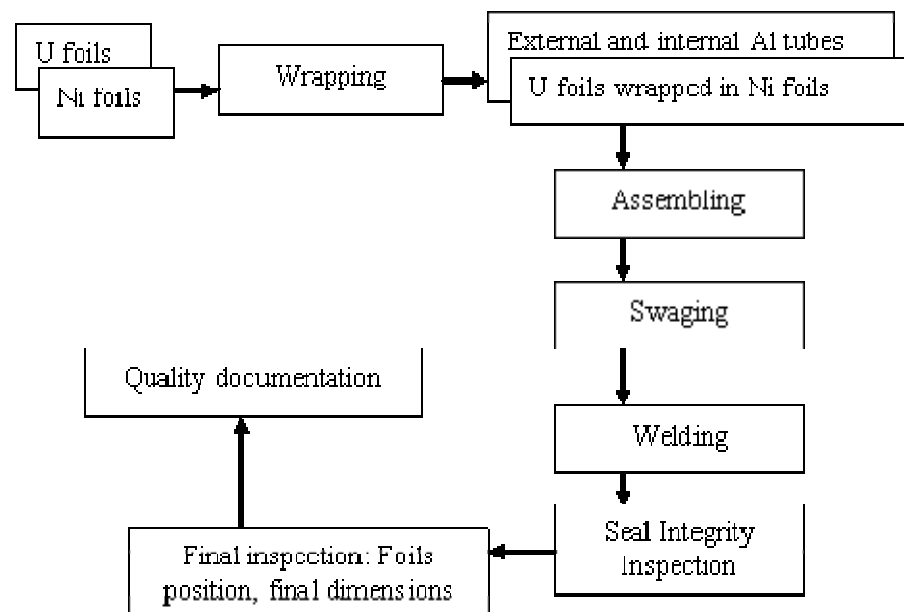 U foils
Ni foils
Wrapping
External and internal Al tubes
U foils wrapped in Ni foils
Assembling
Swaging
Welding
Seal Integrity
Inspection
Final inspection: Foils
position, final dimensions
Quality documentation